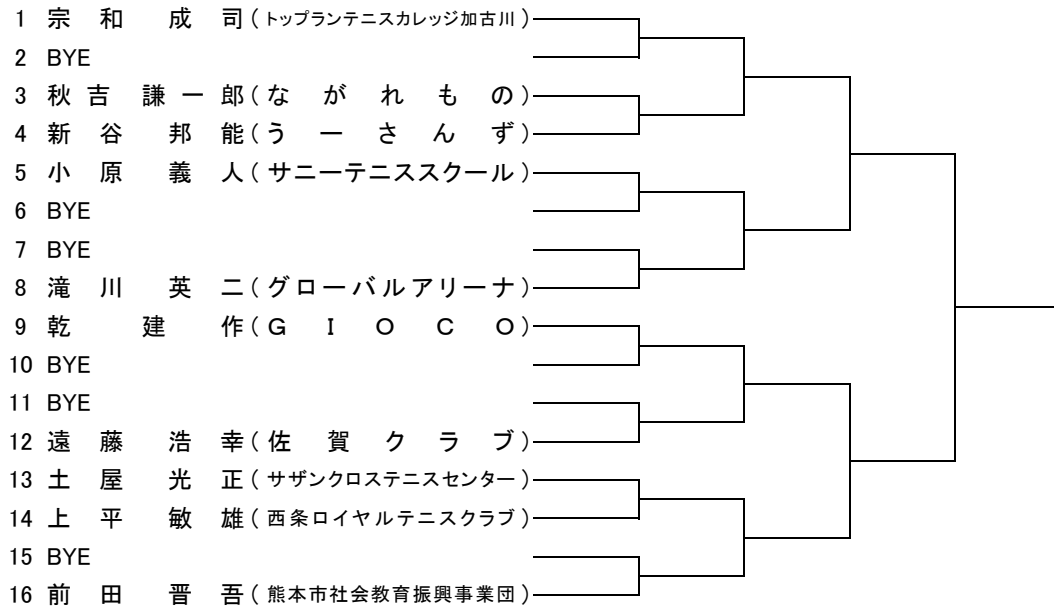 1 宗和 成司(トップランテニスカレッジ加古川)
2 BYE
3 秋吉 謙一郎(ながれもの)
4 新谷 邦能(うーさんず)
5 小原 義人(サニーテニススクール)
6 BYE
7 BYE
8 滝川 英二(グローバルアリーナ)
9 乾 建作(GIOCO)
10 BYE
11 BYE
12 遠藤 浩幸(佐賀クラブ)
13 土屋 光正(サザンクロステニスセンター)
14 上平 敏雄(西条ロイヤルテニスクラブ)
15 BYE
16 前田 晋吾(熊本市社会教育振興事業団)